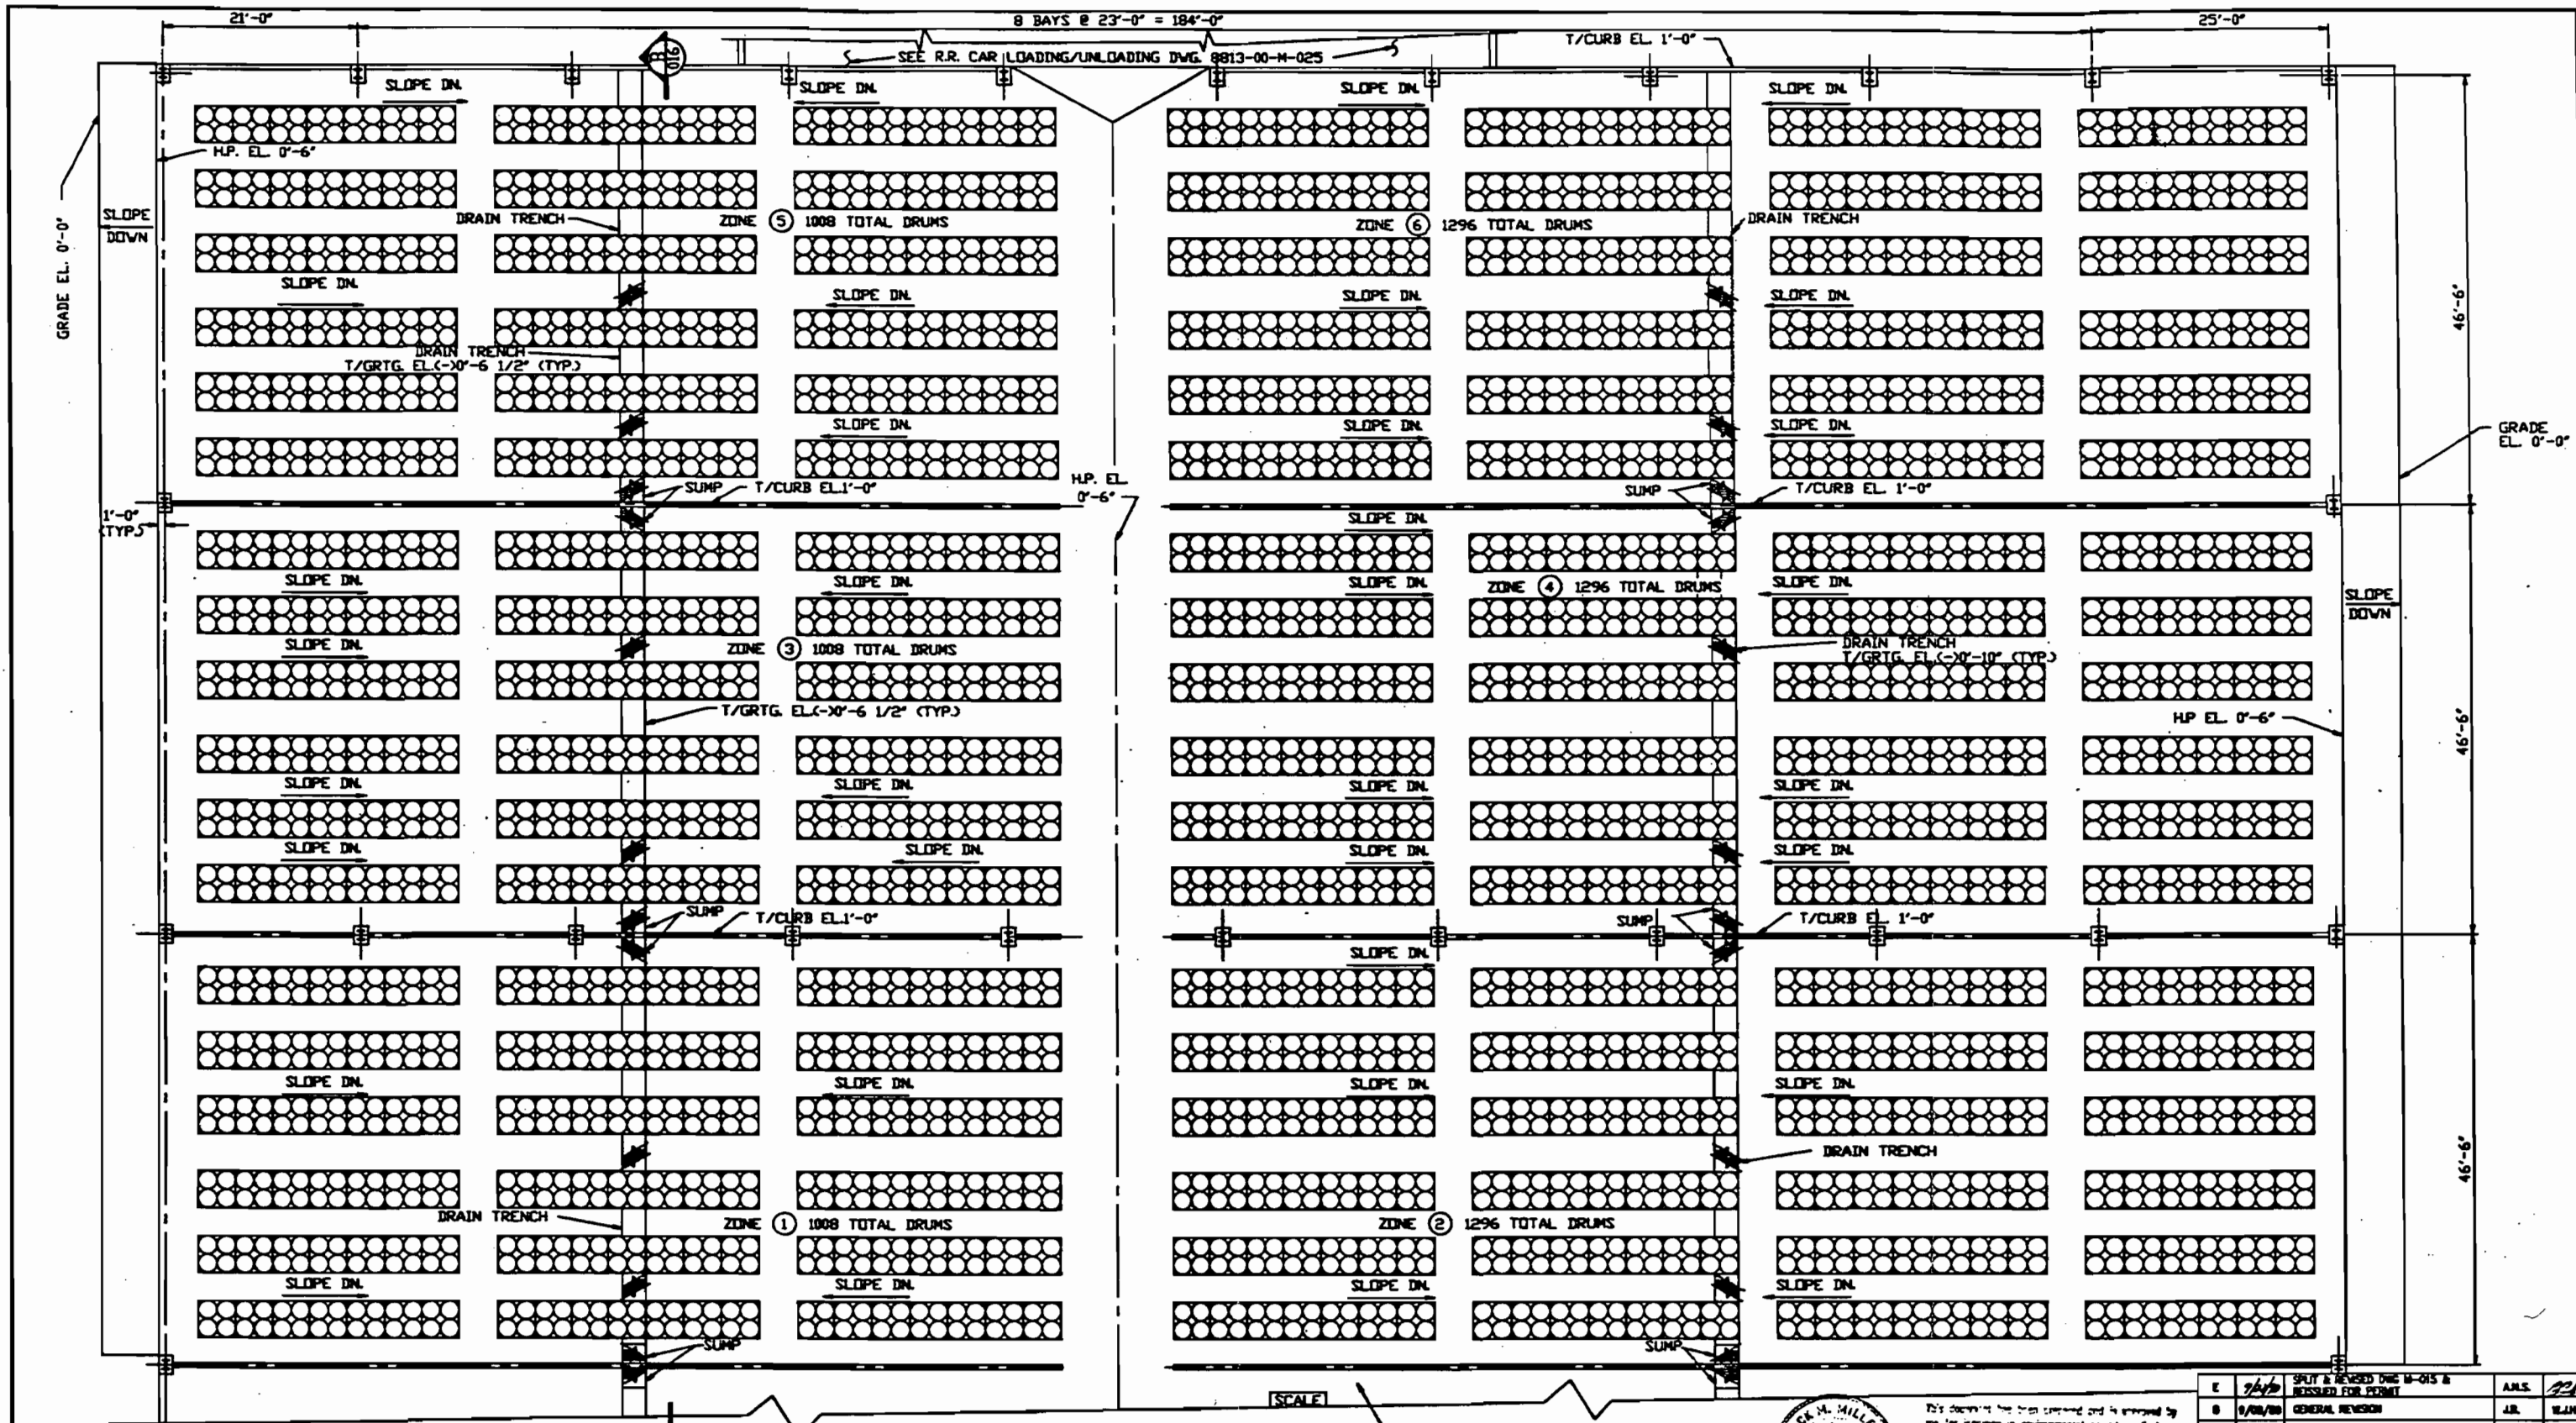 21'-0" 8 BAYS @ 23'-0" = 184'-0" 25'-0"
SEE R.R. CAR LOADING/UNLOADING DWG. 8813-00-M-025
T/CURB EL. 1'-0"
B
016
SLOPE DN. SLOPE DN. SLOPE DN. SLOPE DN.
H.P. EL. 0'-6"
GRADE EL. 0'-0"
SLOPE
DOWN
DRAIN TRENCH ZONE 5 1008 TOTAL DRUMS ZONE 6 1296 TOTAL DRUMS DRAIN TRENCH
SLOPE DN. SLOPE DN. SLOPE DN. SLOPE DN.
46'-6"
DRAIN TRENCH
T/GRTG. EL.(-)0'-6 1/2" (TYP.)
SLOPE DN. SLOPE DN. SLOPE DN.
GRADE
EL. 0'-0"
SUMP T/CURB EL.1'-0" H.P. EL. 0'-6" SUMP T/CURB EL. 1'-0"
1'-0"
(TYP.)
SLOPE DN.
SLOPE DN. SLOPE DN. SLOPE DN. ZONE 4 1296 TOTAL DRUMS SLOPE DN.
SLOPE
DOWN
SLOPE DN. ZONE 3 1008 TOTAL DRUMS DRAIN TRENCH
T/GRTG. EL.(-)0'-10" (TYP.)
T/GRTG. EL.(-)0'-6 1/2" (TYP.) H.P EL. 0'-6"
46'-6"
SLOPE DN. SLOPE DN. SLOPE DN. SLOPE DN.
SLOPE DN. SLOPE DN. SLOPE DN. SLOPE DN.
SUMP T/CURB EL.1'-0" SUMP T/CURB EL. 1'-0"
SLOPE DN.
SLOPE DN. SLOPE DN. SLOPE DN. SLOPE DN.
DRAIN TRENCH
46'-6"
DRAIN TRENCH ZONE 1 1008 TOTAL DRUMS ZONE 2 1296 TOTAL DRUMS
SLOPE DN. SLOPE DN. SLOPE DN. SLOPE DN.
SUMP SUMP
SCALE
E SPLIT & REVISED DWG M-015 & REISSUED FOR PERMIT A.M.S.
GENERAL REVISION J.R.